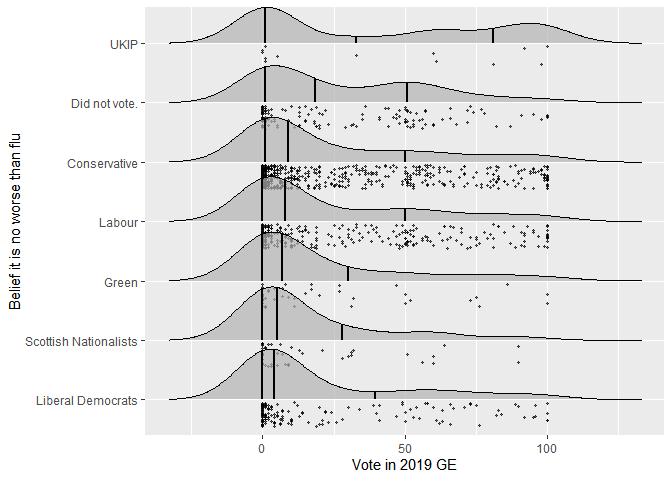 UKIP
Did not vote.
Conservative
Labour
Green
Scottish Nationalists
Liberal Democrats
Belief it is no worse than flu
0
50
100
Vote in 2019 GE